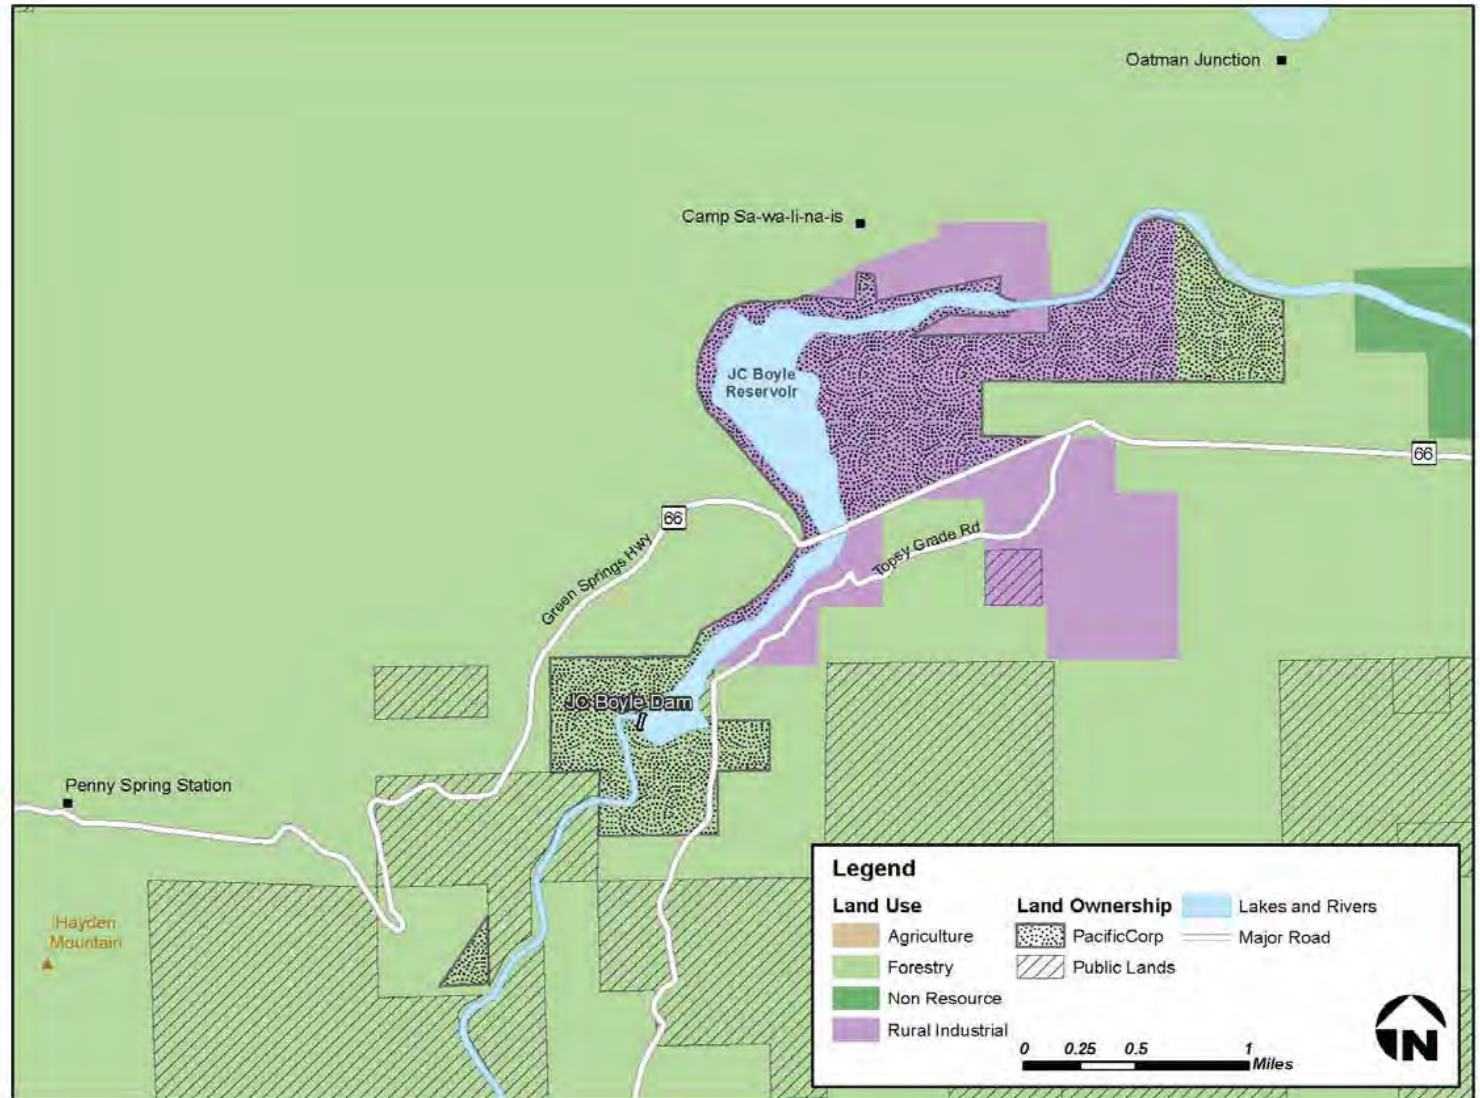 Oatman Junction
Camp Sa-wa-li-na-is
JC Boyle
Reservoir
66
66
Green Springs Hwy
Topsy Grade Rd
JC Boyle Dam
Penny Spring Station
Hayden
Mountain
Legend
Land Use
Agriculture
Forestry
Non Resource
Rural Industrial
Land Ownership
PacificCorp
Public Lands
Lakes and Rivers
Major Road
0 0.25 0.5 1
Miles
N